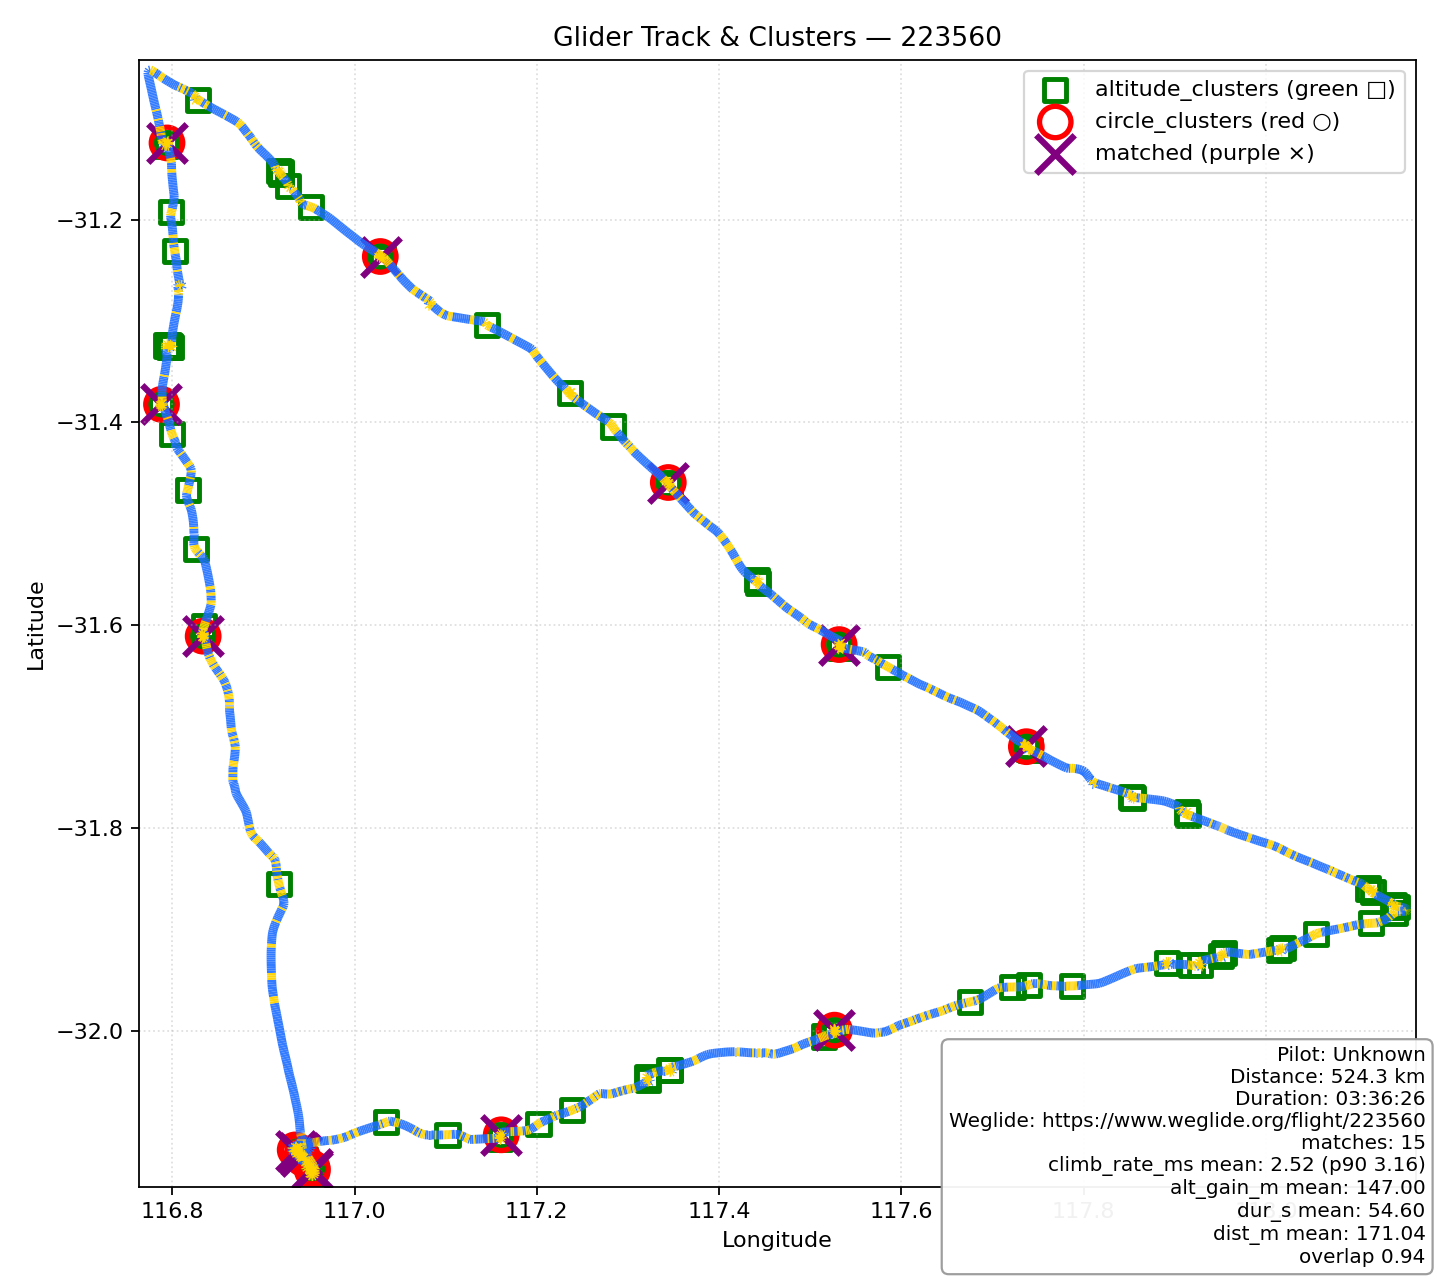 Glider Track & Clusters — 223560
altitude_clusters (green □)
circle_clusters (red ○)
matched (purple ×)
−31.2
−31.4
−31.6
−31.8
−32.0
Latitude
116.8
117.0
117.2
117.4
117.6
117.8
Longitude
Pilot: Unknown
Distance: 524.3 km
Duration: 03:36:26
Weglide: https://www.weglide.org/flight/223560
matches: 15
climb_rate_ms mean: 2.52 (p90 3.16)
alt_gain_m mean: 147.00
dur_s mean: 54.60
dist_m mean: 171.04
overlap 0.94